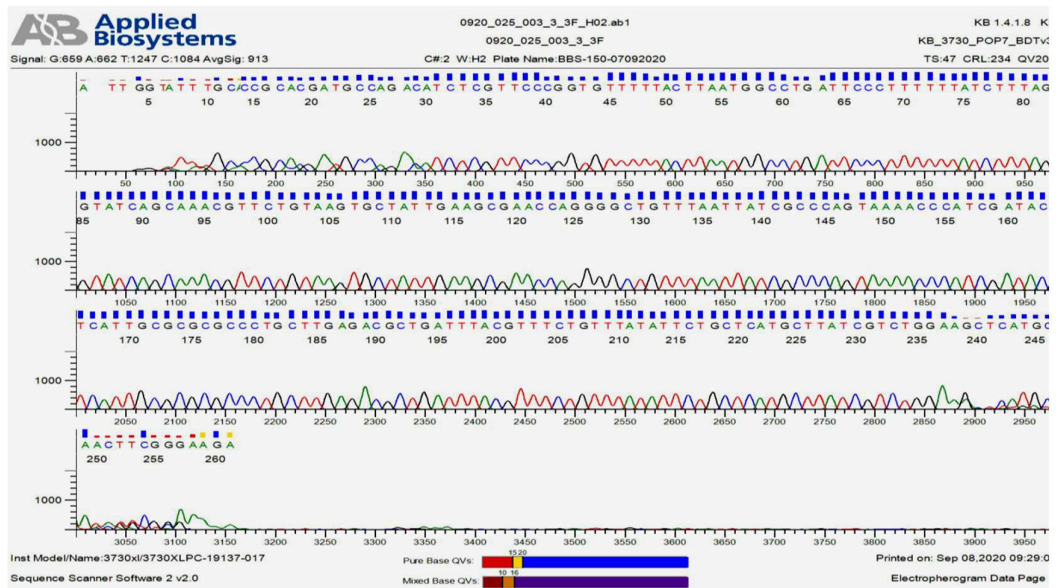 AB Applied Biosystems
0920_025_003_3_3F_H02.ab1
KB 1.4.1.8 K
0920_025_003_3_3F
KB_3730_POP7_BDTv3
Signal: G:659 A:662 T:1247 C:1084 AvgSig: 913
C#:2 W:H2 Plate Name:BBS-150-07092020
TS:47 CRL:234 QV20
A TT GGTATTTGCACCGCACGATGCCAGACATCTCGTTCCCGGTGTTTTTACTTAATGGCCTGATTCCCTTTTTTTATCTTTAG
5 10 15 20 25 30 35 40 45 50 55 60 65 70 75 80
1000
50 100 150 200 250 300 350 400 450 500 550 600 650 700 750 800 850 900 950
GTATCAGCAAACGTTCTGTAAGTGCTATTGAAGCGAACCAGGGGCTGTTTAATTATCGCCCAGTAAAACCCATCGATAC
85 90 95 100 105 110 115 120 125 130 135 140 145 150 155 160
1000
1050 1100 1150 1200 1250 1300 1350 1400 1450 1500 1550 1600 1650 1700 1750 1800 1850 1900 1950
TCATTGCGCGCGCCCTGCTTGAGACGCTGATTTACGTTTCTGTTTATATTCTGCTCATGCTTATCGTCTGGAAGCTCATGC
170 175 180 185 190 195 200 205 210 215 220 225 230 235 240 245
1000
2050 2100 2150 2200 2250 2300 2350 2400 2450 2500 2550 2600 2650 2700 2750 2800 2850 2900 2950
AACTTCGGGAAGA
250 255 260
1000
3050 3100 3150 3200 3250 3300 3350 3400 3450 3500 3550 3600 3650 3700 3750 3800 3850 3900 3950
Inst Model/Name:3730xl/3730XLPC-19137-017
Pure Base QVs:
15 20
Printed on: Sep 08,2020 09:29:0
Sequence Scanner Software 2 v2.0
Mixed Base QVs:
10 16
Electropherogram Data Page